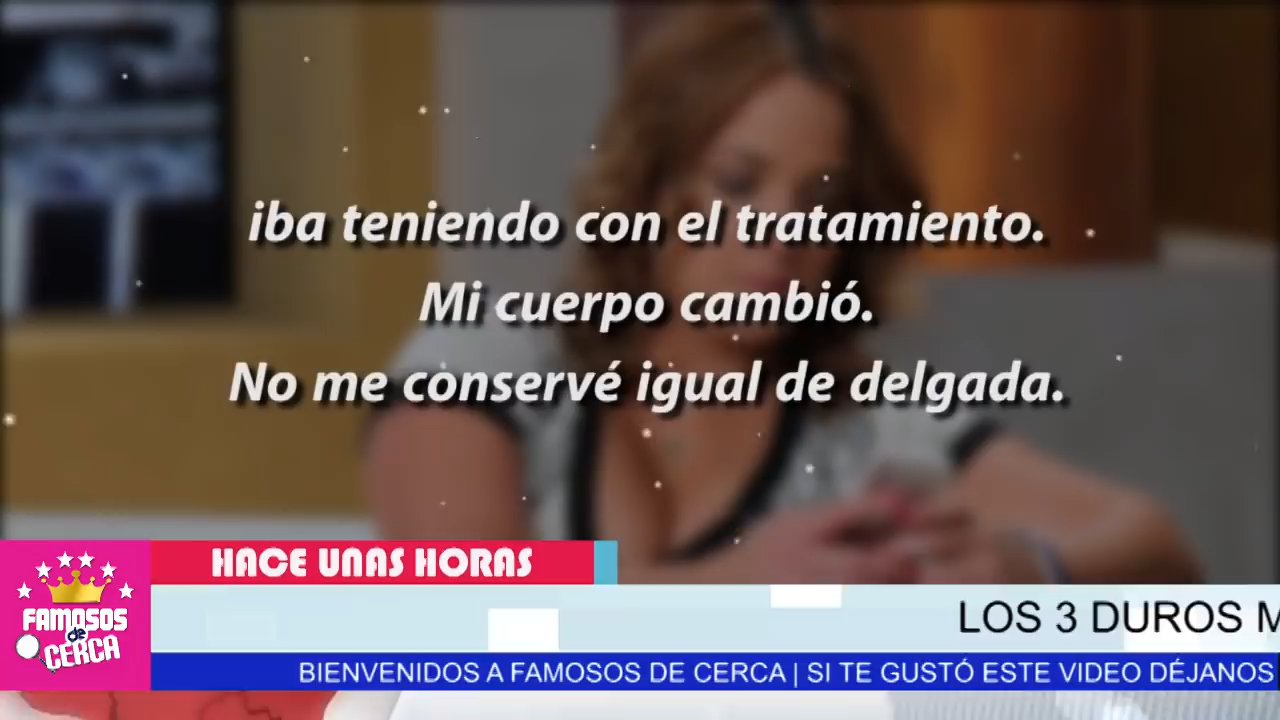 iba teniendo con el tratamiento.
Mi cuerpo cambió.
No me conservé igual de delgada.
HACE UNAS HORAS
FAMOSOS
de
CERCA
LOS 3 DUROS M
BIENVENIDOS A FAMOSOS DE CERCA | SI TE GUSTÓ ESTE VIDEO DÉJANOS